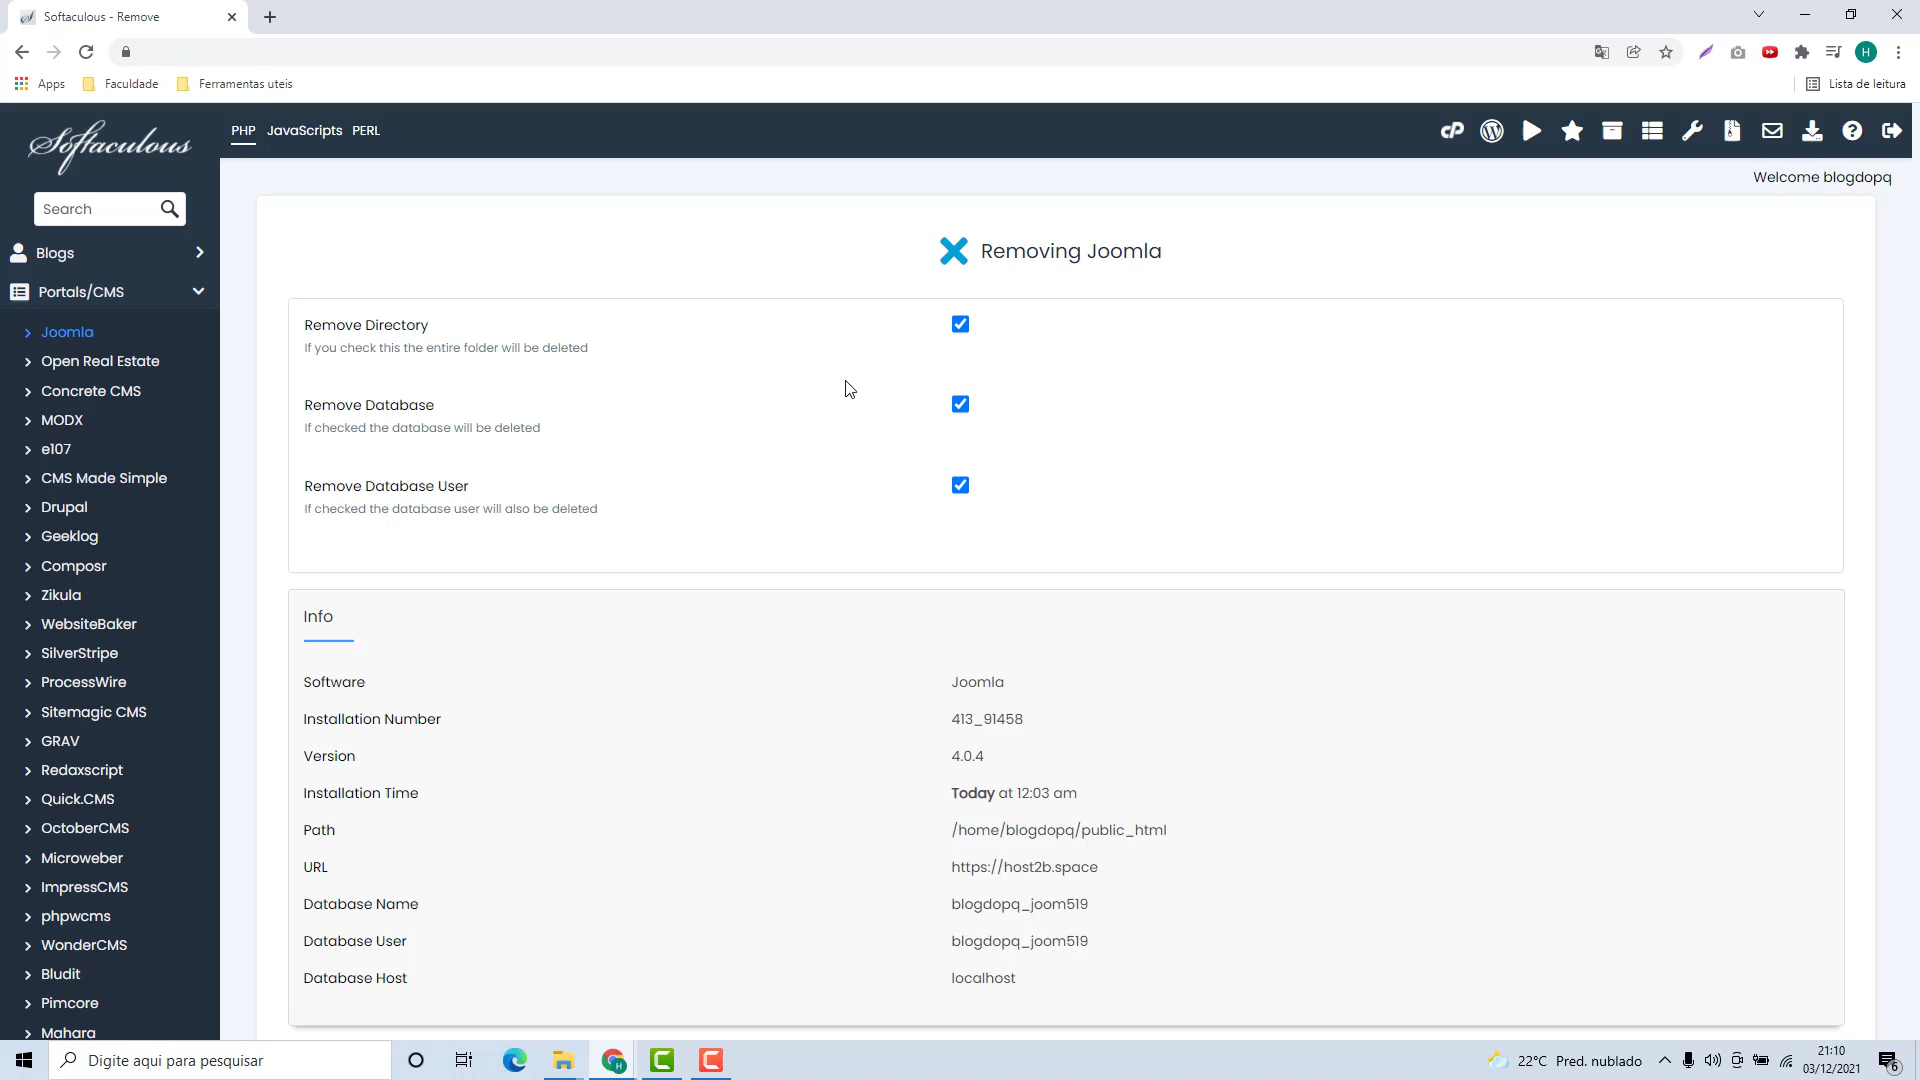 Softaculous - Remove
Apps
Faculdade
Ferramentas uteis
Lista de leitura
H
Softaculous
PHP JavaScripts PERL
cP
Welcome blogdopq
Search
Blogs
Portals/CMS
Joomla
Open Real Estate
Concrete CMS
MODX
e107
CMS Made Simple
Drupal
Geeklog
Composr
Zikula
WebsiteBaker
SilverStripe
ProcessWire
Sitemagic CMS
GRAV
Redaxscript
Quick.CMS
OctoberCMS
Microweber
ImpressCMS
phpwcms
WonderCMS
Bludit
Pimcore
Mahara
Removing Joomla
Remove Directory
If you check this the entire folder will be deleted
Remove Database
If checked the database will be deleted
Remove Database User
If checked the database user will also be deleted
Info
Software Joomla
Installation Number 413_91458
Version 4.0.4
Installation Time Today at 12:03 am
Path /home/blogdopq/public_html
URL https://host2b.space
Database Name blogdopq_joom519
Database User blogdopq_joom519
Database Host localhost
Digite aqui para pesquisar
22°C Pred. nublado
21:10
03/12/2021
6